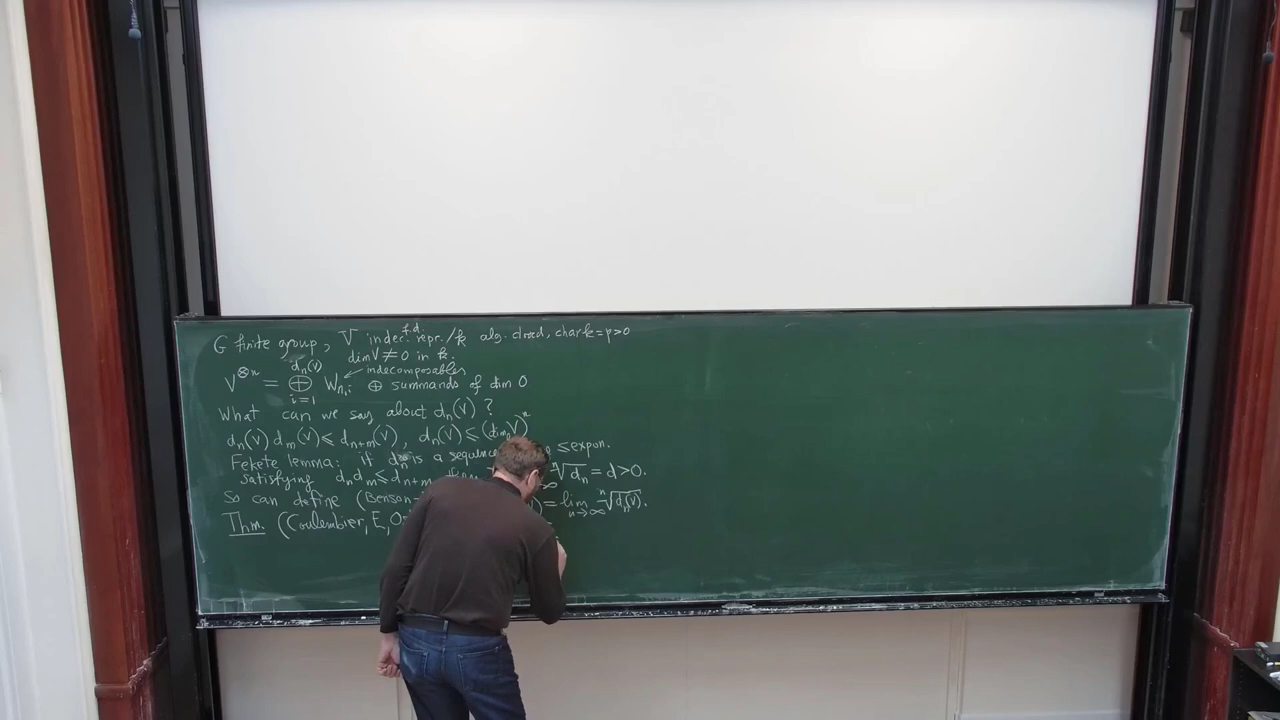 G finite group, V indec. f.d. repr./k alg. closed, char k = p > 0
dim V ≠ 0 in k.
V^{⊗n} = ⊕_{i=1}^{d_n(V)} W_{n,i} ← indecomposables ⊕ summands of dim 0
What can we say about d_n(V) ?
d_n(V) d_m(V) ≤ d_{n+m}(V), d_n(V) ≤ (dim V)^n
Fekete lemma: if d_n is a sequence ≤ expon.
satisfying d_n d_m ≤ d_{n+m} ⁿ√d_n = d > 0.
So can define (Benson = lim_{n→∞} ⁿ√d_n(V).
Thm. (Coulembier, E, O